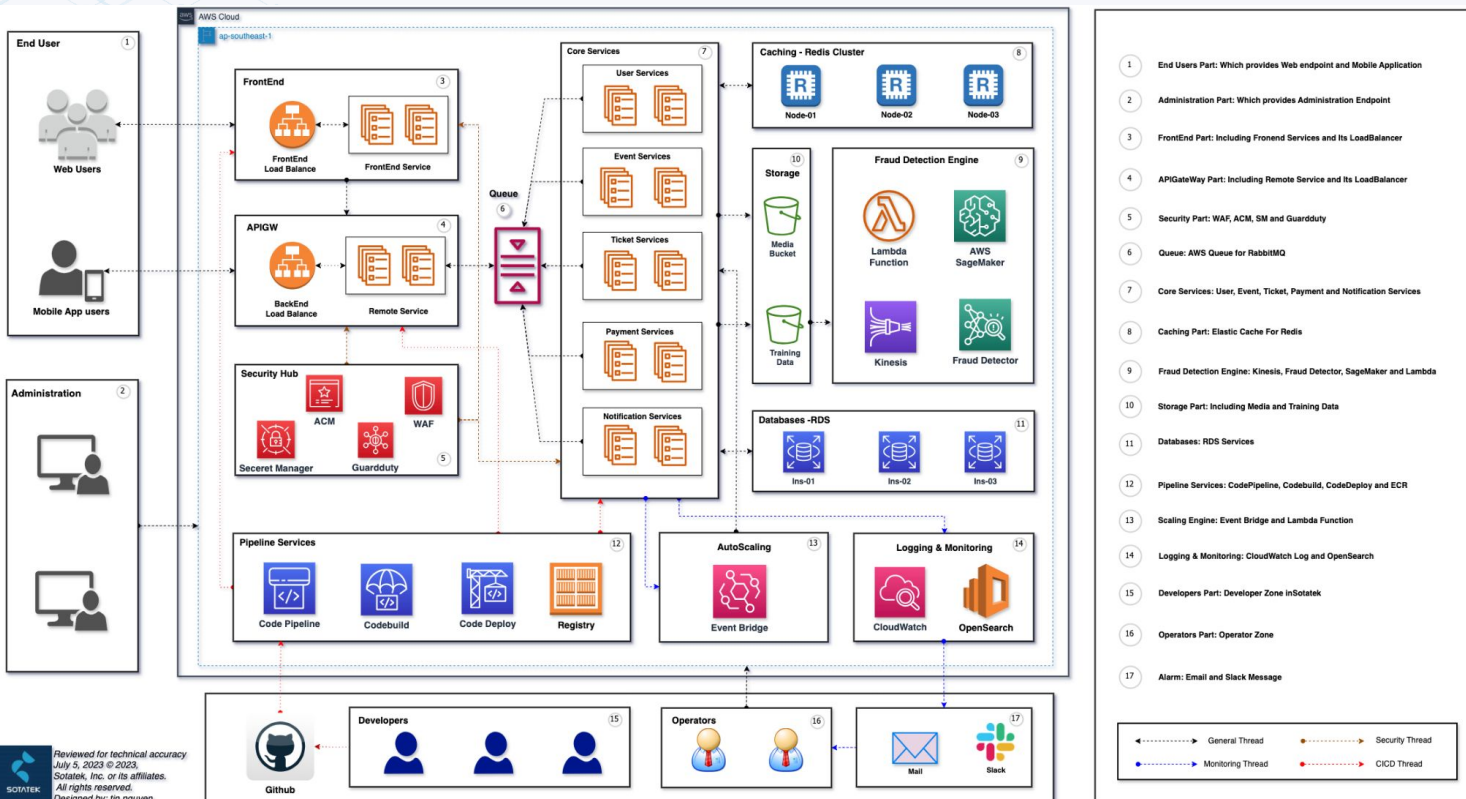 AWS Cloud
ap-southeast-1
End User
1
Web Users
Mobile App users
Administration
2
FrontEnd
3
FrontEnd
Load Balance
FrontEnd Service
APIGW
4
BackEnd
Load Balance
Remote Service
Security Hub
ACM
WAF
Seceret Manager
Guardduty
5
Queue
6
Core Services
7
User Services
Event Services
Ticket Services
Payment Services
Notification Services
Caching - Redis Cluster
8
R
R
R
Node-01
Node-02
Node-03
10
Storage
Media
Bucket
Training
Data
Fraud Detection Engine
9
Lambda
Function
AWS
SageMaker
Kinesis
Fraud Detector
Databases -RDS
11
Ins-01
Ins-02
Ins-03
Pipeline Services
12
Code Pipeline
Codebuild
Code Deploy
Registry
AutoScaling
13
Event Bridge
Logging & Monitoring
14
CloudWatch
OpenSearch
Github
Developers
15
Operators
16
17
Mail
Slack
SOTATEK
Reviewed for technical accuracy
July 5, 2023 © 2023,
Sotatek, Inc. or its affiliates.
All rights reserved.
Designed by: tin.nguyen
1 End Users Part: Which provides Web endpoint and Mobile Application
2 Administration Part: Which provides Administration Endpoint
3 FrontEnd Part: Including Fronend Services and Its LoadBalancer
4 APIGateWay Part: Including Remote Service and Its LoadBalancer
5 Security Part: WAF, ACM, SM and Guardduty
6 Queue: AWS Queue for RabbitMQ
7 Core Services: User, Event, Ticket, Payment and Notification Services
8 Caching Part: Elastic Cache For Redis
9 Fraud Detection Engine: Kinesis, Fraud Detector, SageMaker and Lambda
10 Storage Part: Including Media and Training Data
11 Databases: RDS Services
12 Pipeline Services: CodePipeline, Codebuild, CodeDeploy and ECR
13 Scaling Engine: Event Bridge and Lambda Function
14 Logging & Monitoring: CloudWatch Log and OpenSearch
15 Developers Part: Developer Zone inSotatek
16 Operators Part: Operator Zone
17 Alarm: Email and Slack Message
General Thread
Security Thread
Monitoring Thread
CICD Thread